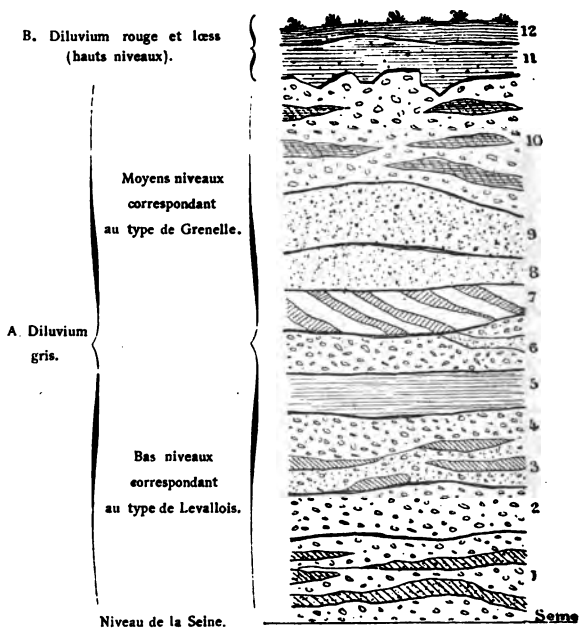 B. Diluvium rouge et lœss
(hauts niveaux).
12
11
10
Moyens niveaux
correspondant
au type de Grenelle.
9
8
7
A. Diluvium
gris.
6
5
4
Bas niveaux
correspondant
au type de Levallois.
3
2
1
Niveau de la Seine.
Seine